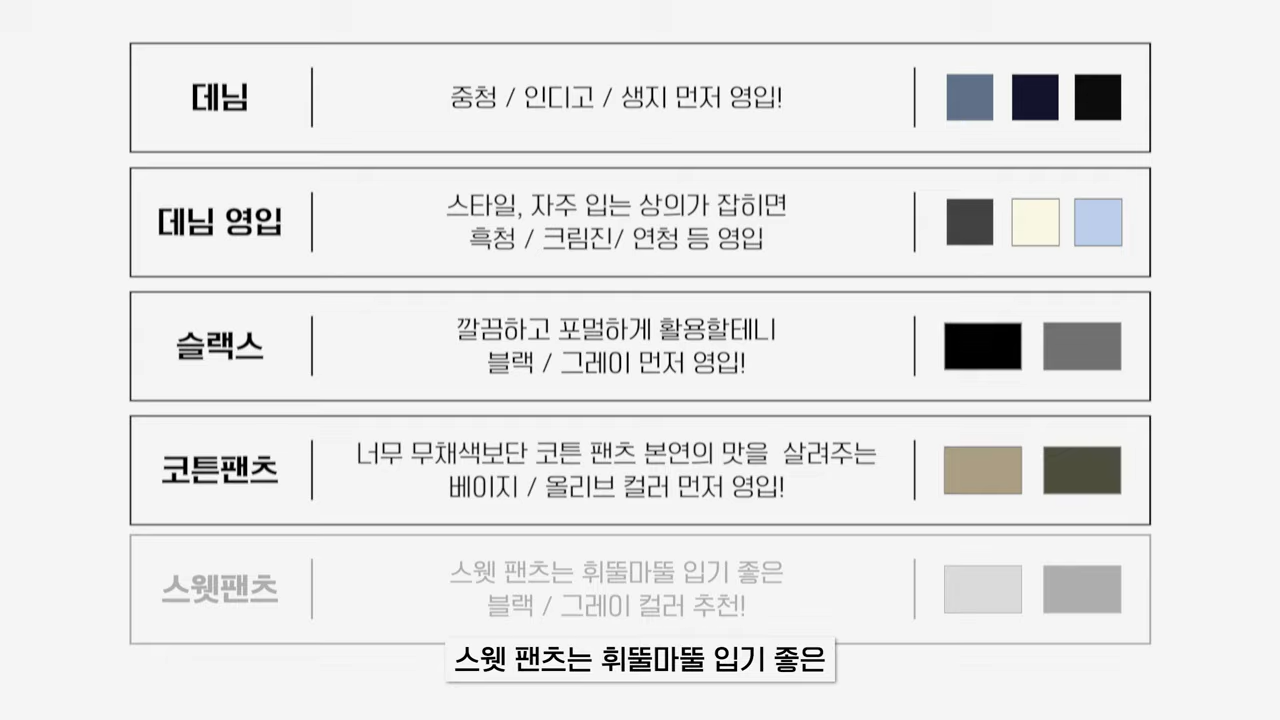 데님
중청 / 인디고 / 생지 먼저 영입!
데님 영입
스타일, 자주 입는 상의가 잡히면
흑청 / 크림진/ 연청 등 영입
슬랙스
깔끔하고 포멀하게 활용할테니
블랙 / 그레이 먼저 영입!
코튼팬츠
너무 무채색보단 코튼 팬츠 본연의 맛을 살려주는
베이지 / 올리브 컬러 먼저 영입!
스웻팬츠
스웻 팬츠는 휘뚤마뚤 입기 좋은
블랙 / 그레이 컬러 추천!
스웻 팬츠는 휘뚤마뚤 입기 좋은